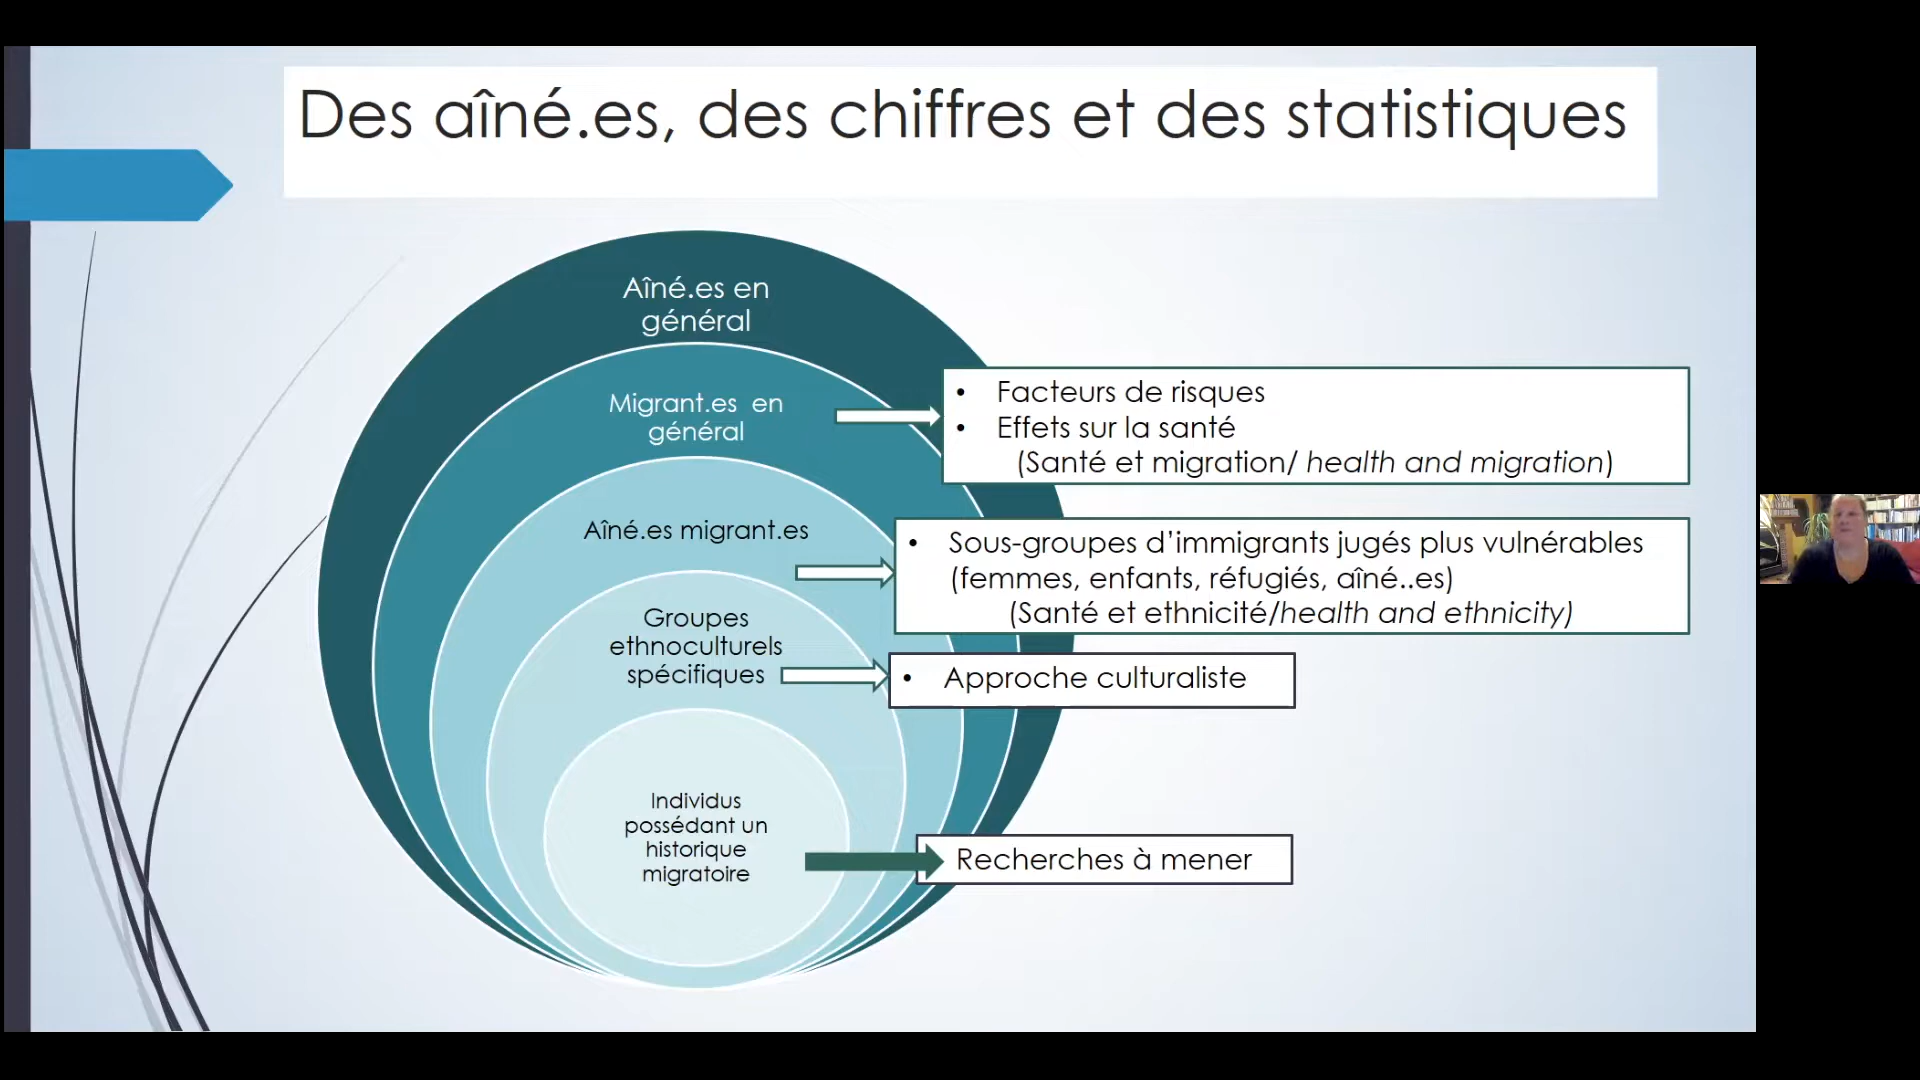 Des aîné.es, des chiffres et des statistiques
Aîné.es en
général
Migrant.es en
général
• Facteurs de risques
• Effets sur la santé
(Santé et migration/ health and migration)
Aîné.es migrant.es
• Sous-groupes d’immigrants jugés plus vulnérables
(femmes, enfants, réfugiés, aîné..es)
(Santé et ethnicité/health and ethnicity)
Groupes
ethnoculturels
spécifiques
• Approche culturaliste
Individus
possédant un
historique
migratoire
Recherches à mener